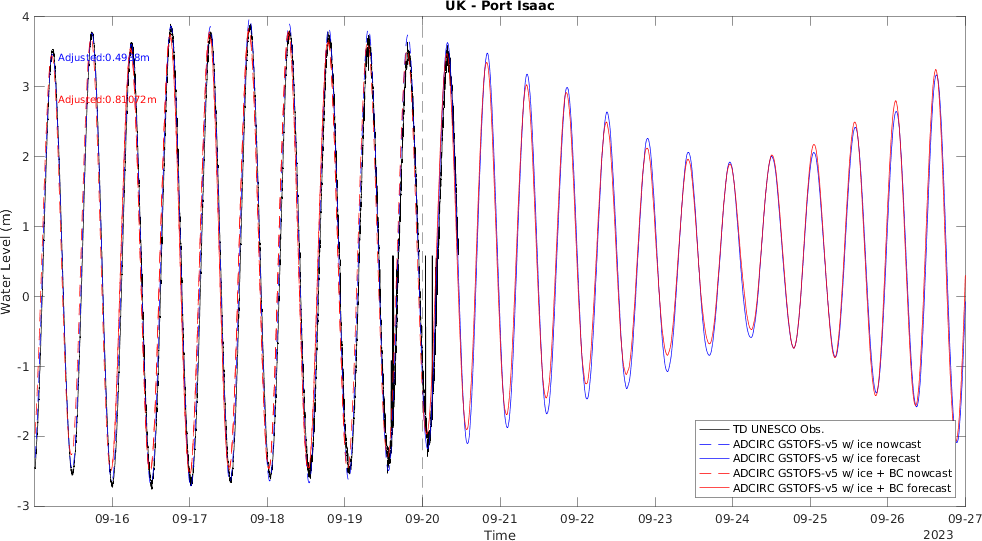 UK - Port Isaac
Water Level (m)
4
3
2
1
0
-1
-2
-3
Adjusted:0.81072m
TD UNESCO Obs.
ADCIRC GSTOFS-v5 w/ ice nowcast
ADCIRC GSTOFS-v5 w/ ice forecast
ADCIRC GSTOFS-v5 w/ ice + BC nowcast
ADCIRC GSTOFS-v5 w/ ice + BC forecast
09-16 09-17 09-18 09-19 09-20 09-21 09-22 09-23 09-24 09-25 09-26 09-27
Time
2023